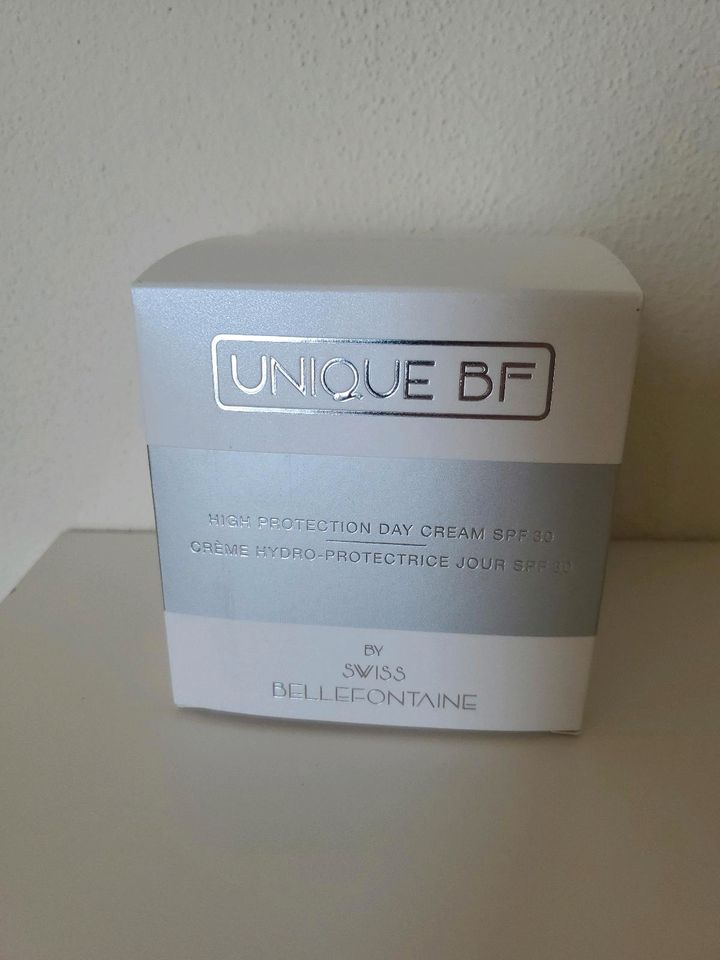 UNIQUE BF
HIGH PROTECTION DAY CREAM SPF 30
CRÈME HYDRO-PROTECTRICE JOUR SPF 30
BY
SWISS
BELLEFONTAINE